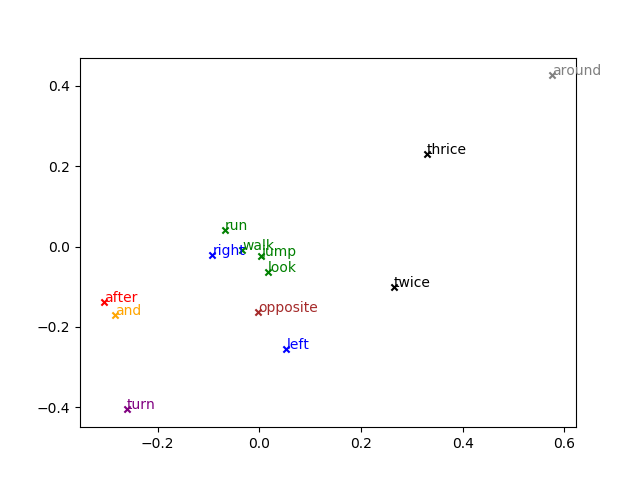 around
0.4
thrice
0.2
run
walk
0.0
right
jump
look
twice
after
and
opposite
−0.2
left
turn
−0.4
−0.2
0.0
0.2
0.4
0.6